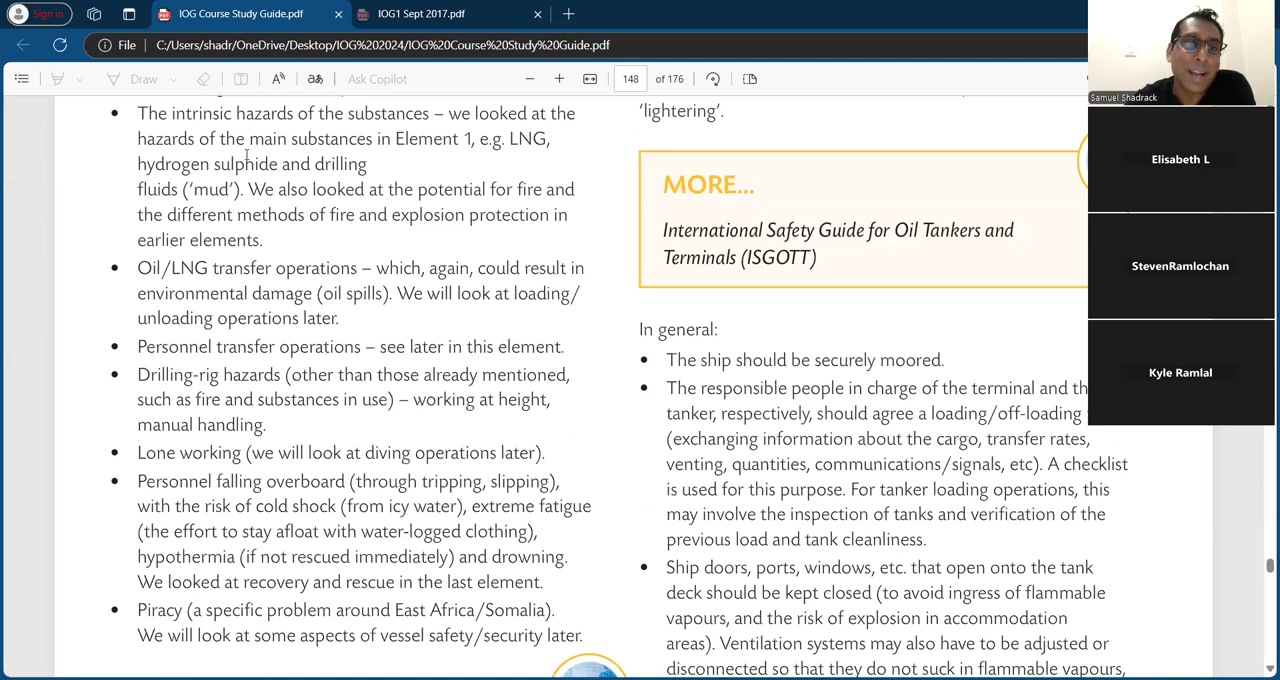 Sign in
IOG Course Study Guide.pdf
IOG1 Sept 2017.pdf
File
C:/Users/shadr/OneDrive/Desktop/IOG%202024/IOG%20Course%20Study%20Guide.pdf
Draw
Ask Copilot
148 of 176
• The intrinsic hazards of the substances – we looked at the
hazards of the main substances in Element 1, e.g. LNG,
hydrogen sulphide and drilling
fluids (‘mud’). We also looked at the potential for fire and
the different methods of fire and explosion protection in
earlier elements.
• Oil/LNG transfer operations – which, again, could result in
environmental damage (oil spills). We will look at loading/
unloading operations later.
• Personnel transfer operations – see later in this element.
• Drilling-rig hazards (other than those already mentioned,
such as fire and substances in use) – working at height,
manual handling.
• Lone working (we will look at diving operations later).
• Personnel falling overboard (through tripping, slipping),
with the risk of cold shock (from icy water), extreme fatigue
(the effort to stay afloat with water-logged clothing),
hypothermia (if not rescued immediately) and drowning.
We looked at recovery and rescue in the last element.
• Piracy (a specific problem around East Africa/Somalia).
We will look at some aspects of vessel safety/security later.
‘lightering’.
MORE...
International Safety Guide for Oil Tankers and
Terminals (ISGOTT)
In general:
• The ship should be securely moored.
• The responsible people in charge of the terminal and
tanker, respectively, should agree a loading/off-loading
(exchanging information about the cargo, transfer rates,
venting, quantities, communications/signals, etc). A checklist
is used for this purpose. For tanker loading operations, this
may involve the inspection of tanks and verification of the
previous load and tank cleanliness.
• Ship doors, ports, windows, etc. that open onto the tank
deck should be kept closed (to avoid ingress of flammable
vapours, and the risk of explosion in accommodation
areas). Ventilation systems may also have to be adjusted or
disconnected so that they do not suck in flammable vapours,
Samuel Shadrack
Elisabeth L
StevenRamlochan
Kyle Ramlal